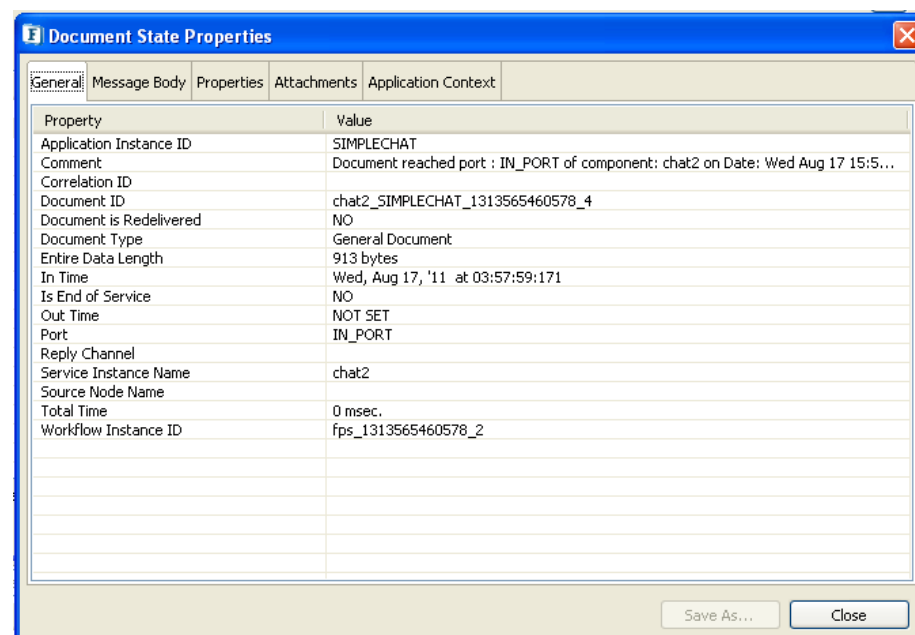 Document State Properties
General Message Body Properties Attachments Application Context
Property Value
Application Instance ID SIMPLECHAT
Comment Document reached port : IN_PORT of component: chat2 on Date: Wed Aug 17 15:5...
Correlation ID
Document ID chat2_SIMPLECHAT_1313565460578_4
Document is Redelivered NO
Document Type General Document
Entire Data Length 913 bytes
In Time Wed, Aug 17, '11 at 03:57:59:171
Is End of Service NO
Out Time NOT SET
Port IN_PORT
Reply Channel
Service Instance Name chat2
Source Node Name
Total Time 0 msec.
Workflow Instance ID fps_1313565460578_2
Save As... Close